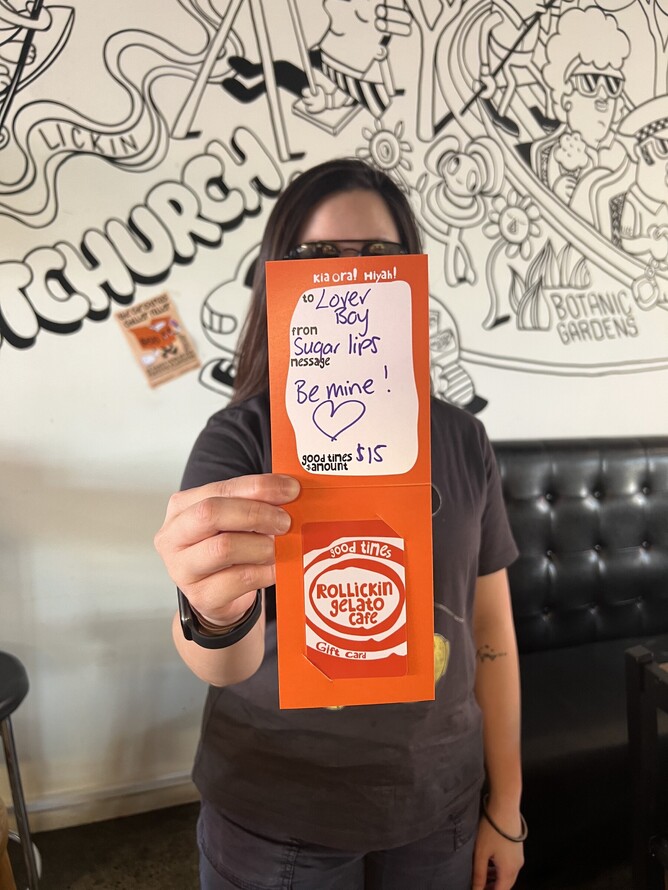 LICKIN
TCHURCH
BOTANIC
GARDENS
Kia ora! Hiyah!
to Lover
Boy
from
Sugar lips
message
Be mine!
good times
$ amount $15
good times
ROLLiCKiN
gelato
cafe
Gift Card